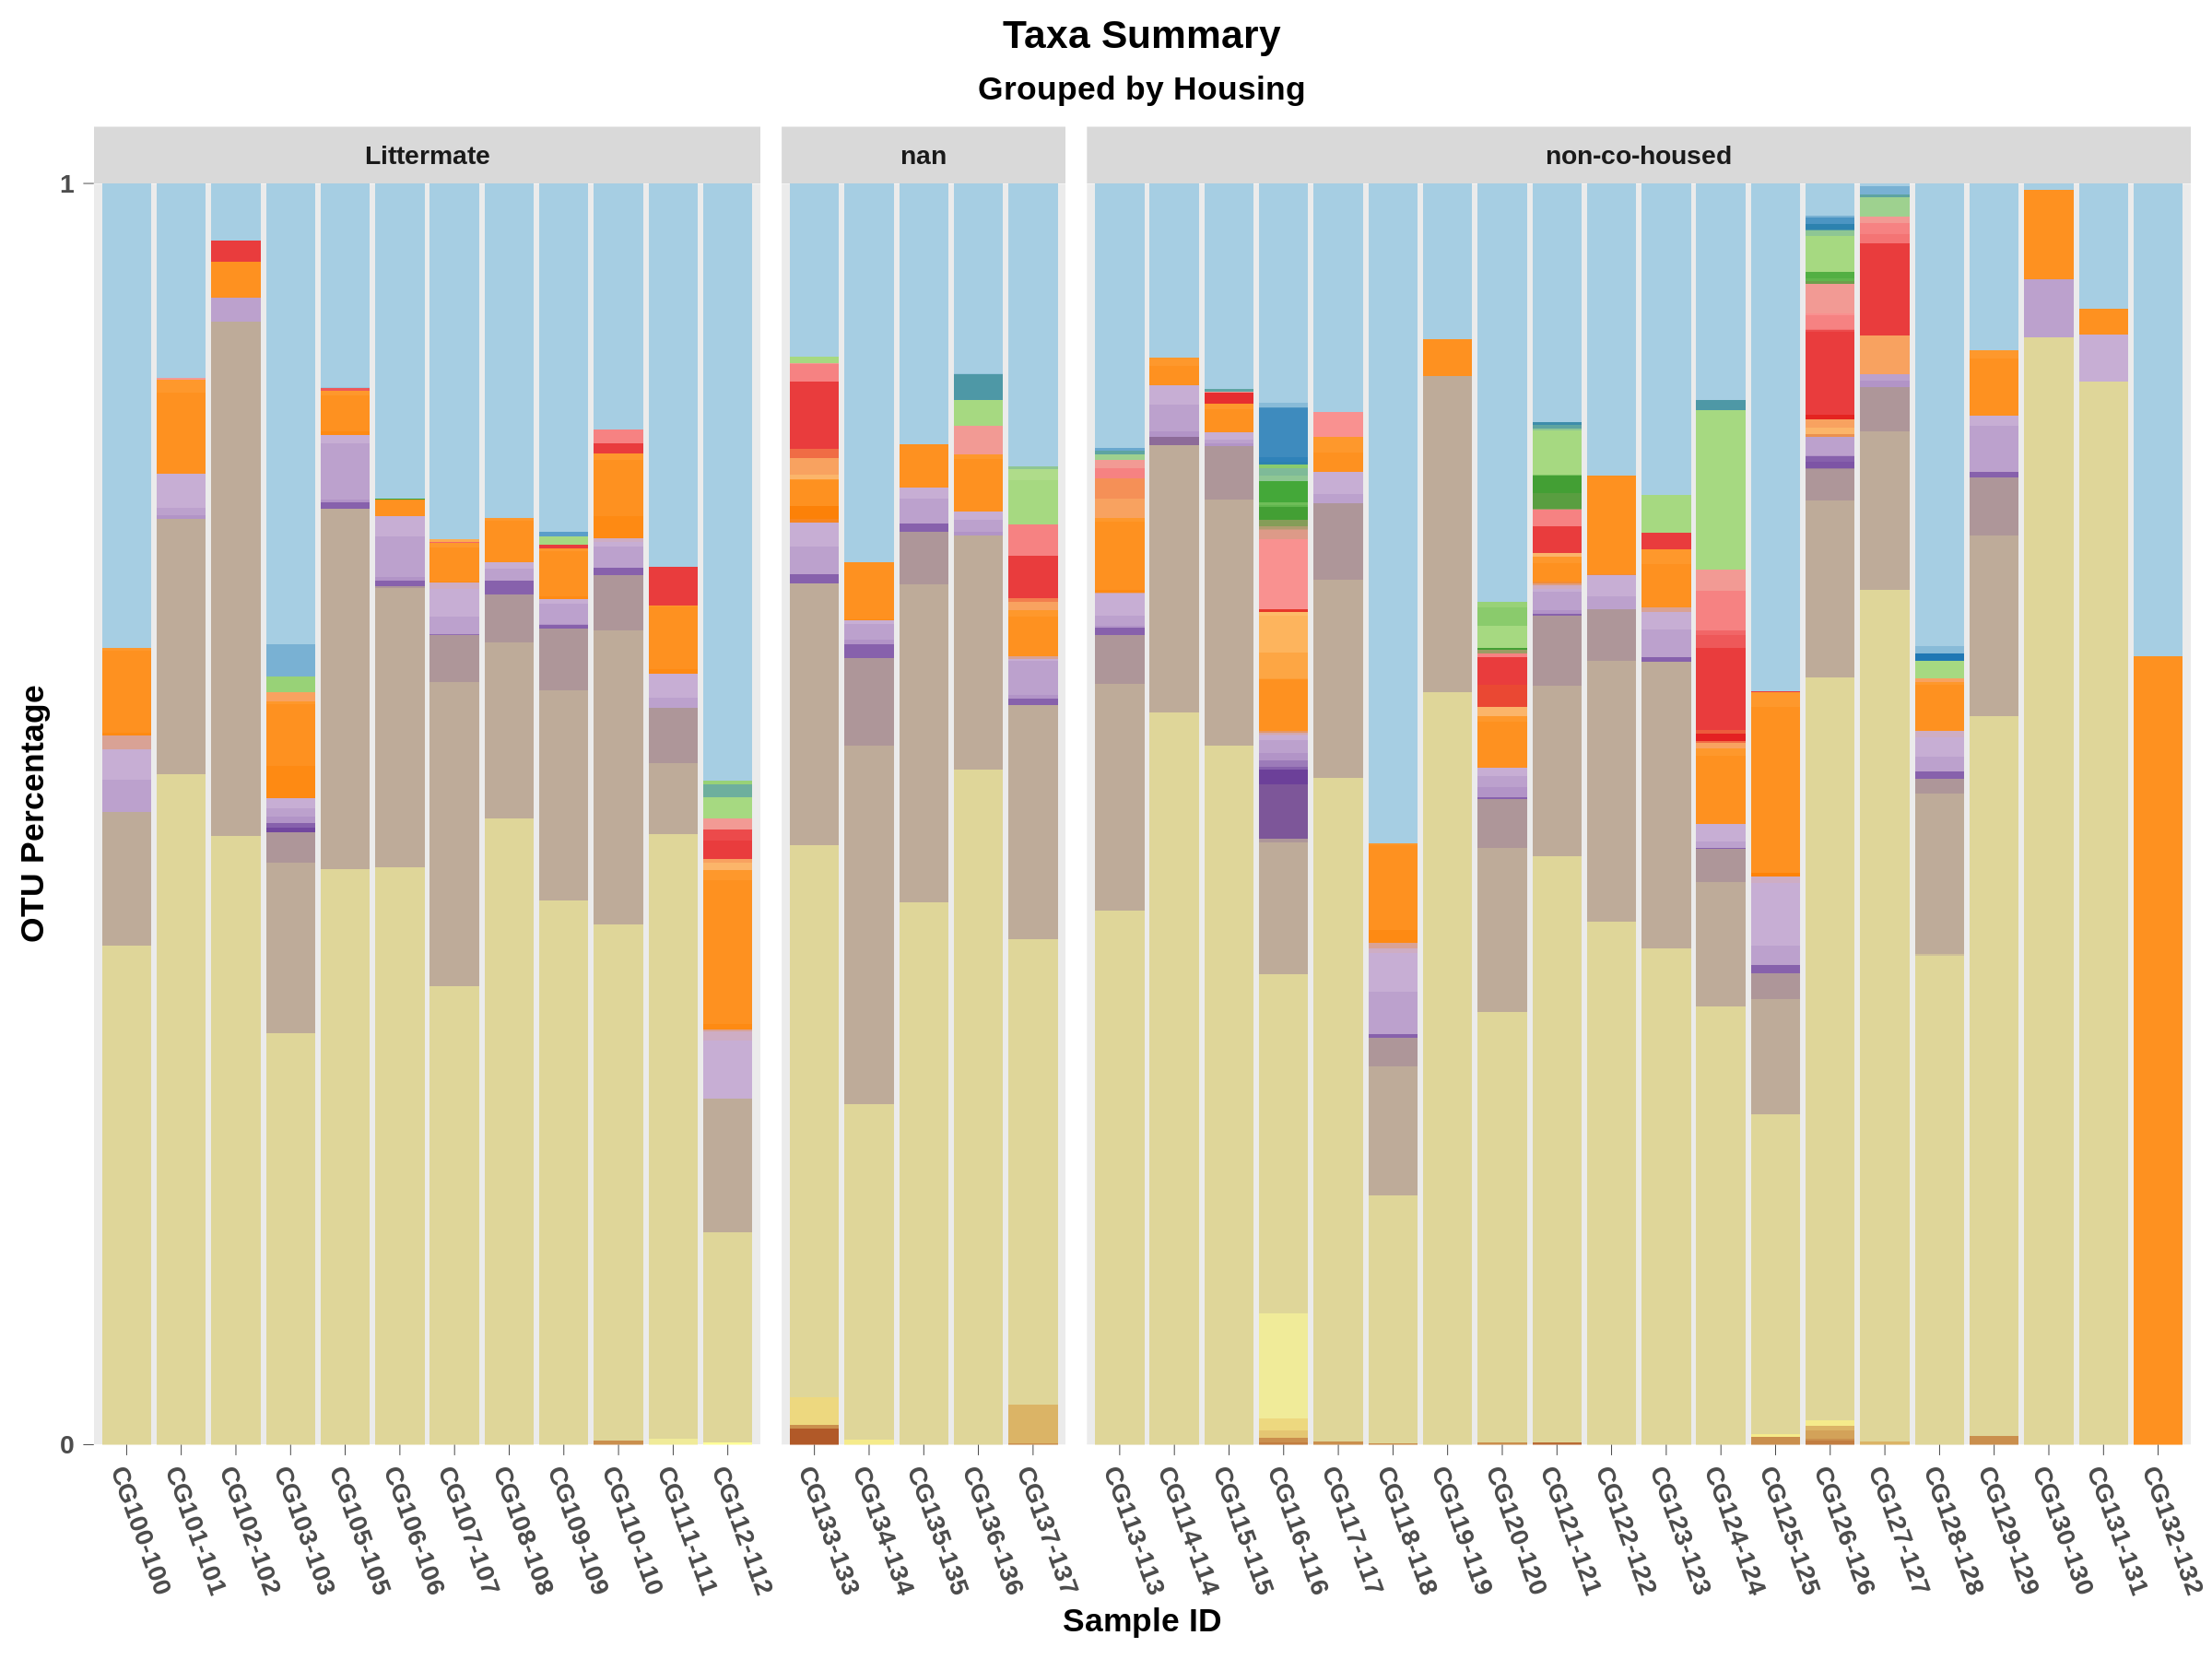 Taxa Summary
Grouped by Housing
Littermate
nan
non-co-housed
1
0
OTU Percentage
CG100-100
CG101-101
CG102-102
CG103-103
CG105-105
CG106-106
CG107-107
CG108-108
CG109-109
CG110-110
CG111-111
CG112-112
CG133-133
CG134-134
CG135-135
CG136-136
CG137-137
CG113-113
CG114-114
CG115-115
CG116-116
CG117-117
CG118-118
CG119-119
CG120-120
CG121-121
CG122-122
CG123-123
CG124-124
CG125-125
CG126-126
CG127-127
CG128-128
CG129-129
CG130-130
CG131-131
CG132-132
Sample ID